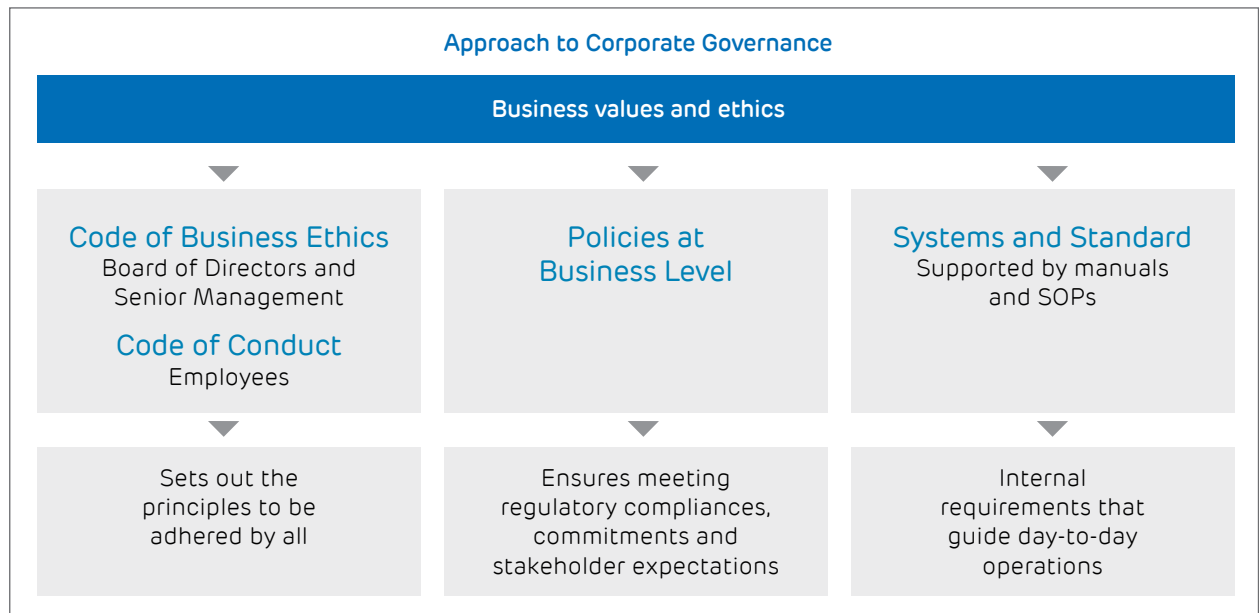 Approach to Corporate Governance
Business values and ethics
Code of Business Ethics
Board of Directors and
Senior Management
Code of Conduct
Employees
Policies at
Business Level
Systems and Standard
Supported by manuals
and SOPs
Sets out the
principles to be
adhered by all
Ensures meeting
regulatory compliances,
commitments and
stakeholder expectations
Internal
requirements that
guide day-to-day
operations